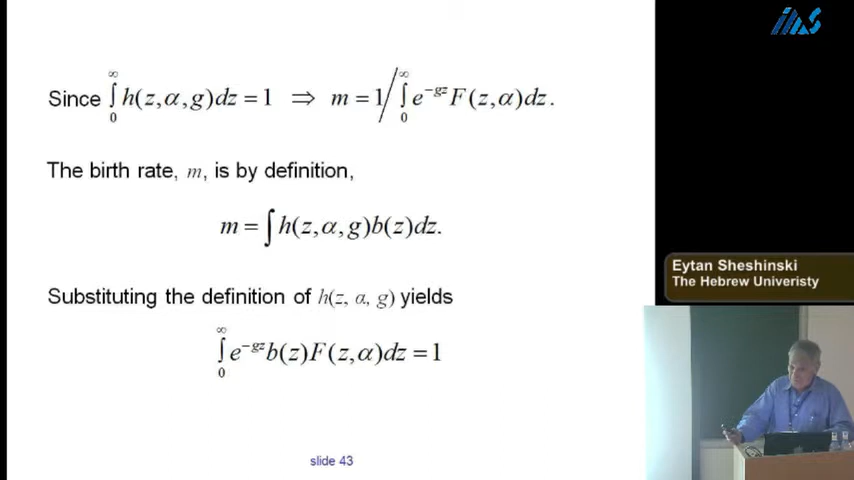 ias
Since ∫₀^∞ h(z,α,g)dz = 1 ⇒ m = 1/∫₀^∞ e^{-gz} F(z,α)dz.
The birth rate, m, is by definition,
m = ∫ h(z,α,g)b(z)dz.
Substituting the definition of h(z, α, g) yields
∫₀^∞ e^{-gz} b(z)F(z,α)dz = 1
slide 43
Eytan Sheshinski
The Hebrew Univeristy